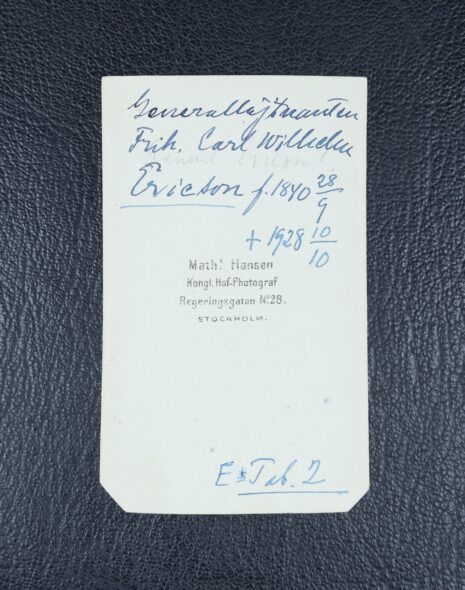 Generallöjtnanten
Frih. Carl Wilhelm
Ericson f. 1840 28/9
+ 1928 10/10
Math.s Hansen
Kongl. Hof-Photograf
Regeringsgatan No 28.
STOCKHOLM.
E Tab. 2